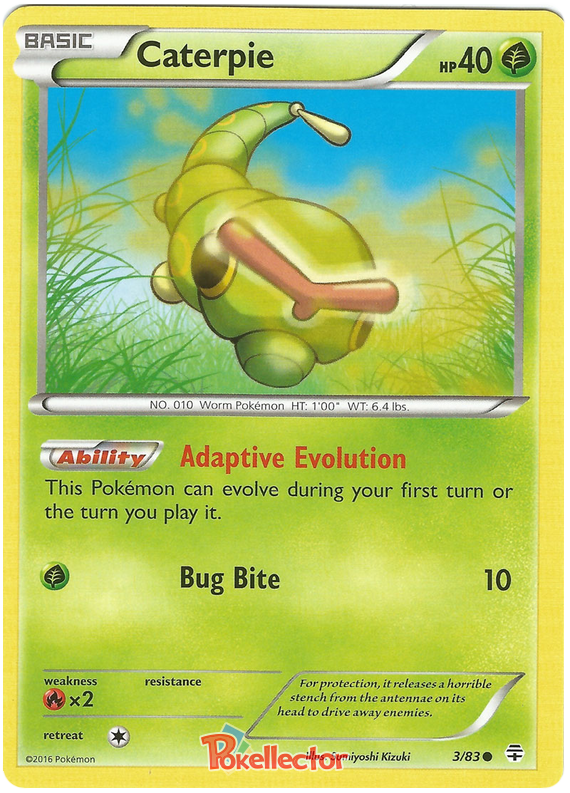 BASIC
Caterpie
HP40
NO. 010 Worm Pokémon HT: 1'00" WT: 6.4 lbs.
Ability Adaptive Evolution
This Pokémon can evolve during your first turn or
the turn you play it.
Bug Bite 10
weakness resistance
×2
For protection, it releases a horrible
stench from the antennae on its
head to drive away enemies.
retreat
©2016 Pokémon
Pokellector
Illus. Sumiyoshi Kizuki
3/83